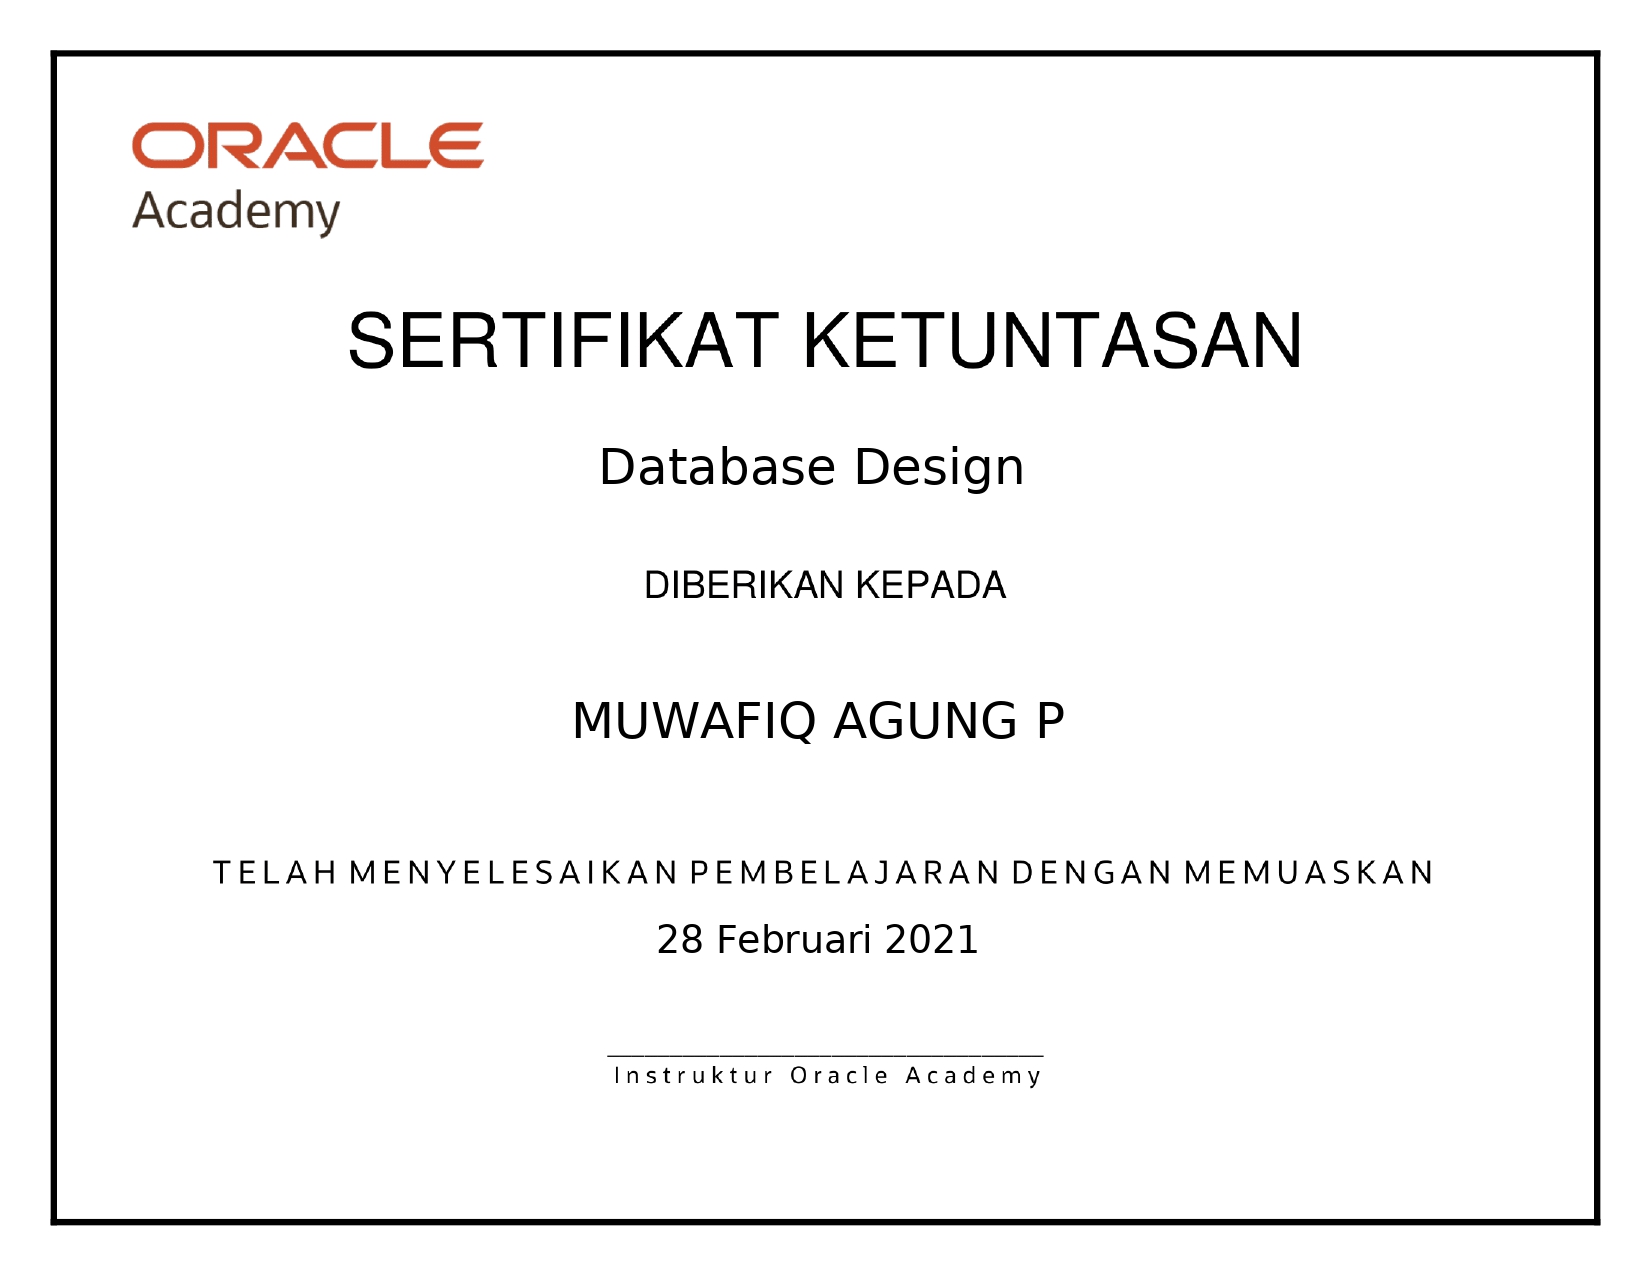 ORACLE
Academy
SERTIFIKAT KETUNTASAN
Database Design
DIBERIKAN KEPADA
MUWAFIQ AGUNG P
TELAH MENYELESAIKAN PEMBELAJARAN DENGAN MEMUASKAN
28 Februari 2021
Instruktur Oracle Academy